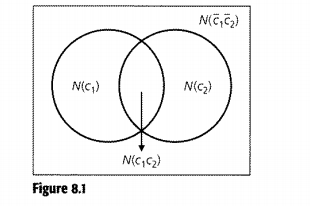 N(c̄₁c̄₂)
N(c₁)
N(c₂)
N(c₁c₂)
Figure 8.1